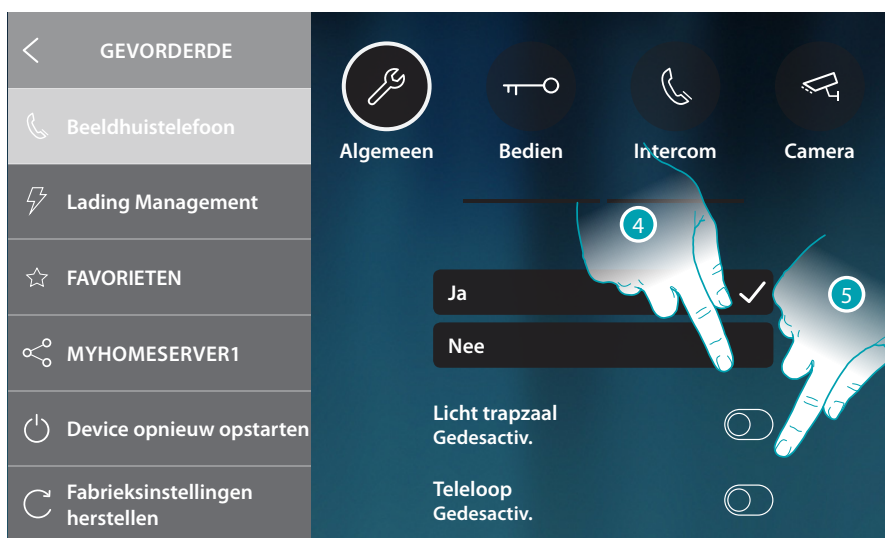 GEVORDERDE
Beeldhuistelefoon
Lading Management
FAVORIETEN
MYHOMESERVER1
Device opnieuw opstarten
Fabrieksinstellingen
herstellen
Algemeen
Bedien
Intercom
Camera
4
Ja
5
Nee
Licht trapzaal
Gedesactiv.
Teleloop
Gedesactiv.